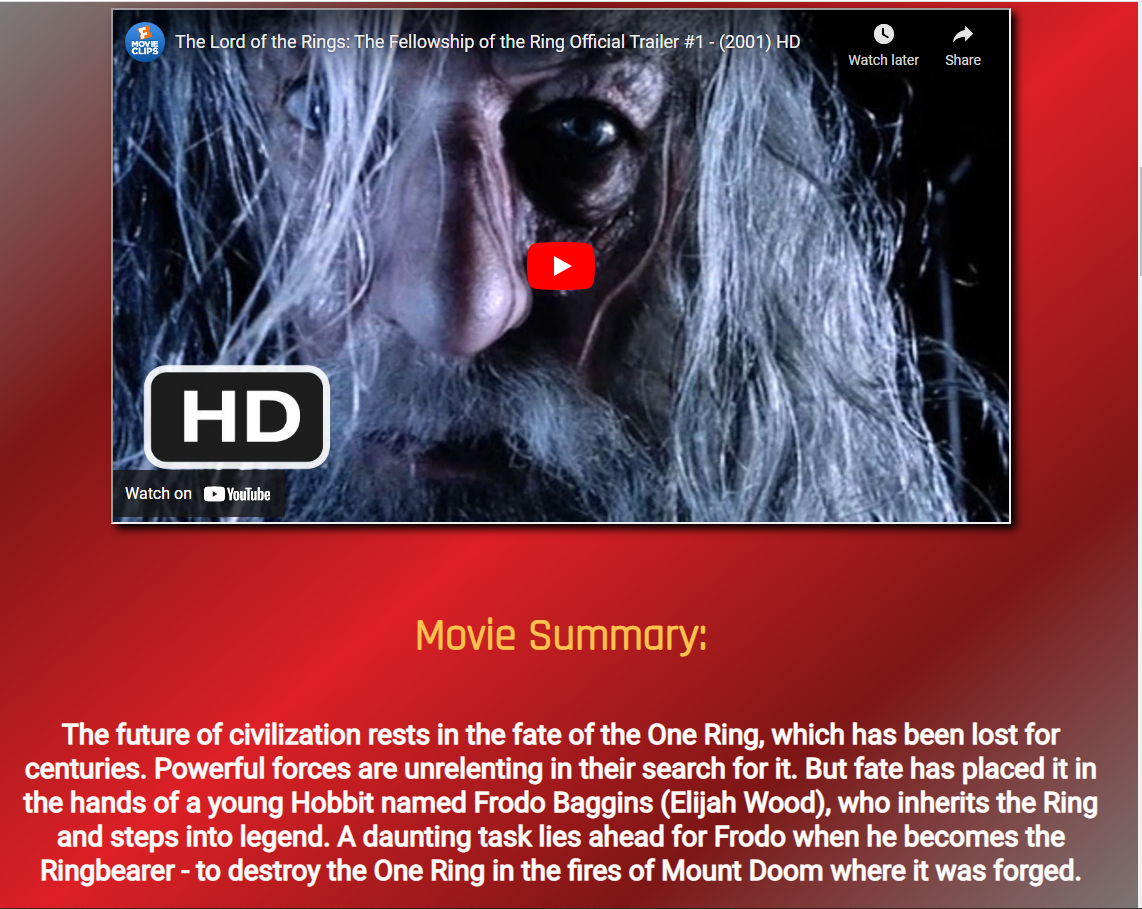 MOVIE
CLIPS
The Lord of the Rings: The Fellowship of the Ring Official Trailer #1 - (2001) HD
Watch later
Share
HD
Watch on YouTube
Movie Summary:
The future of civilization rests in the fate of the One Ring, which has been lost for
centuries. Powerful forces are unrelenting in their search for it. But fate has placed it in
the hands of a young Hobbit named Frodo Baggins (Elijah Wood), who inherits the Ring
and steps into legend. A daunting task lies ahead for Frodo when he becomes the
Ringbearer - to destroy the One Ring in the fires of Mount Doom where it was forged.